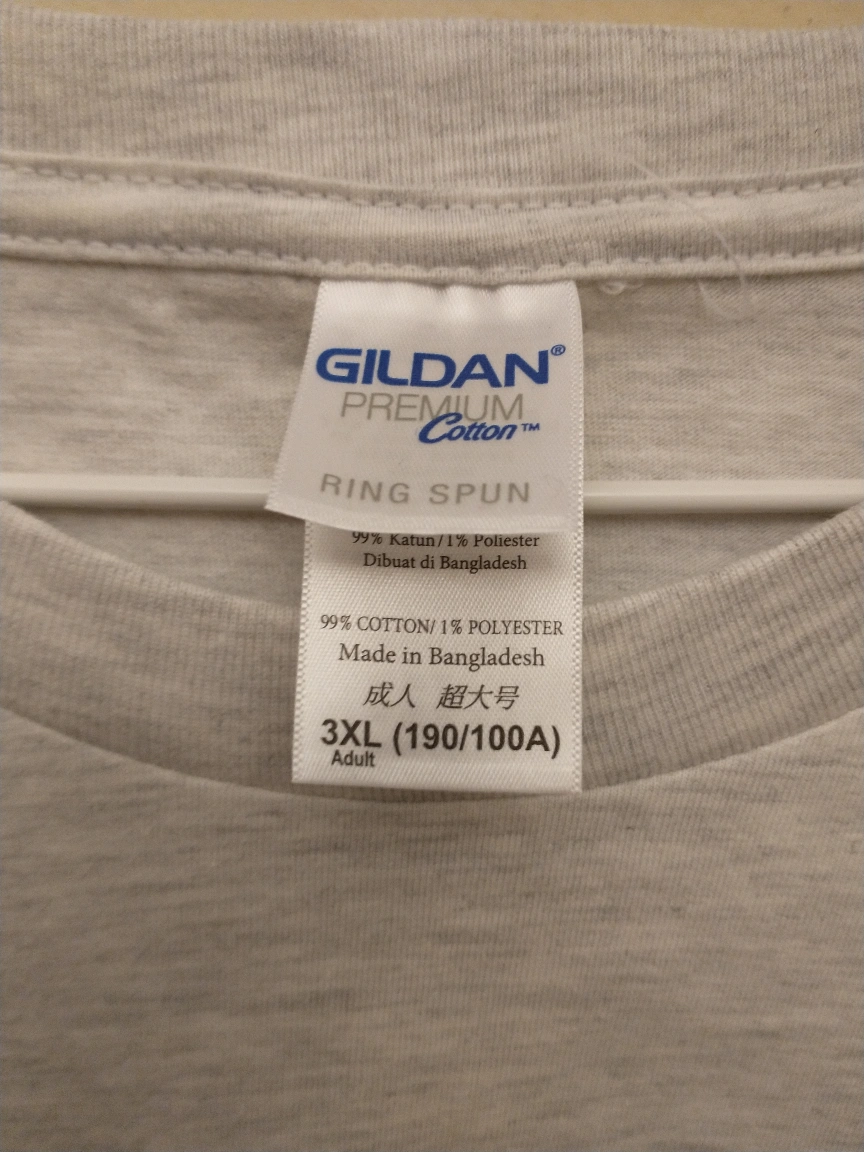 GILDAN®
PREMIUM
Cotton™
RING SPUN
99% Katun/1% Poliester
Dibuat di Bangladesh
99% COTTON/ 1% POLYESTER
Made in Bangladesh
成人 超大号
3XL (190/100A)
Adult